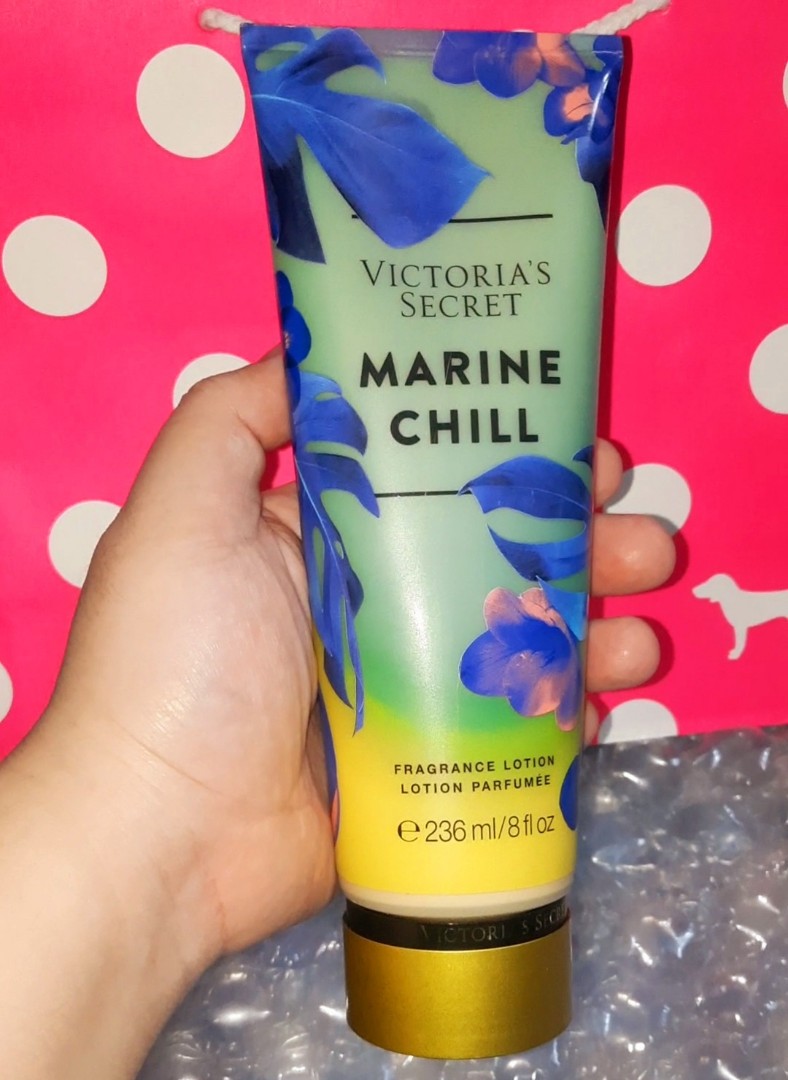 VICTORIA'S
SECRET
MARINE
CHILL
FRAGRANCE LOTION
LOTION PARFUMÉE
℮ 236 ml/8 fl oz